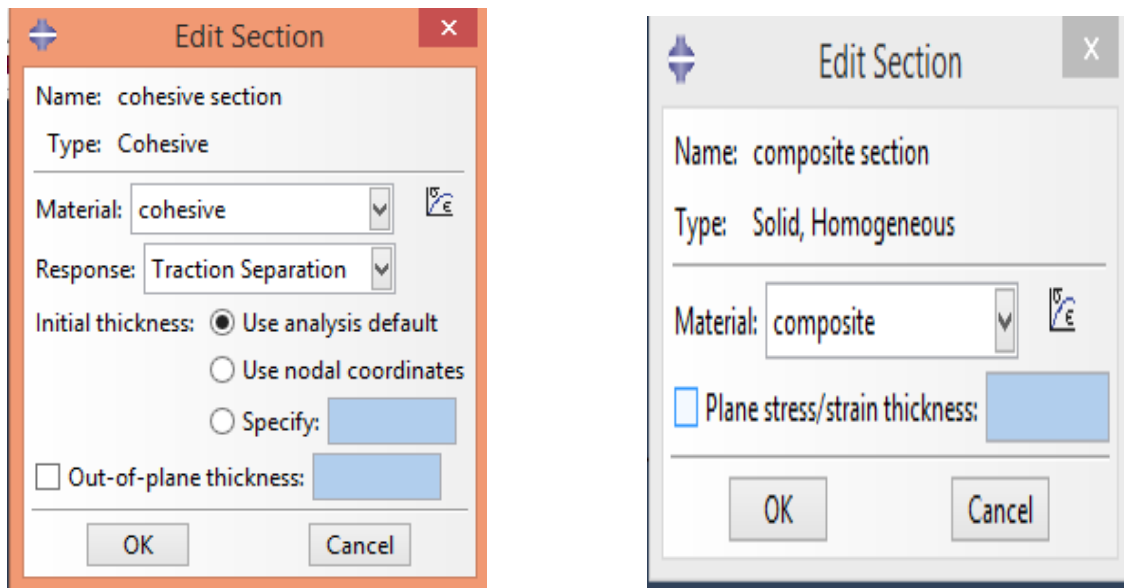 Edit Section
x
Name: cohesive section
Type: Cohesive
Material: cohesive
σ ε
Response: Traction Separation
Initial thickness: Use analysis default
Use nodal coordinates
Specify:
Out-of-plane thickness:
OK Cancel
Edit Section
x
Name: composite section
Type: Solid, Homogeneous
Material: composite
σ ε
Plane stress/strain thickness:
OK Cancel